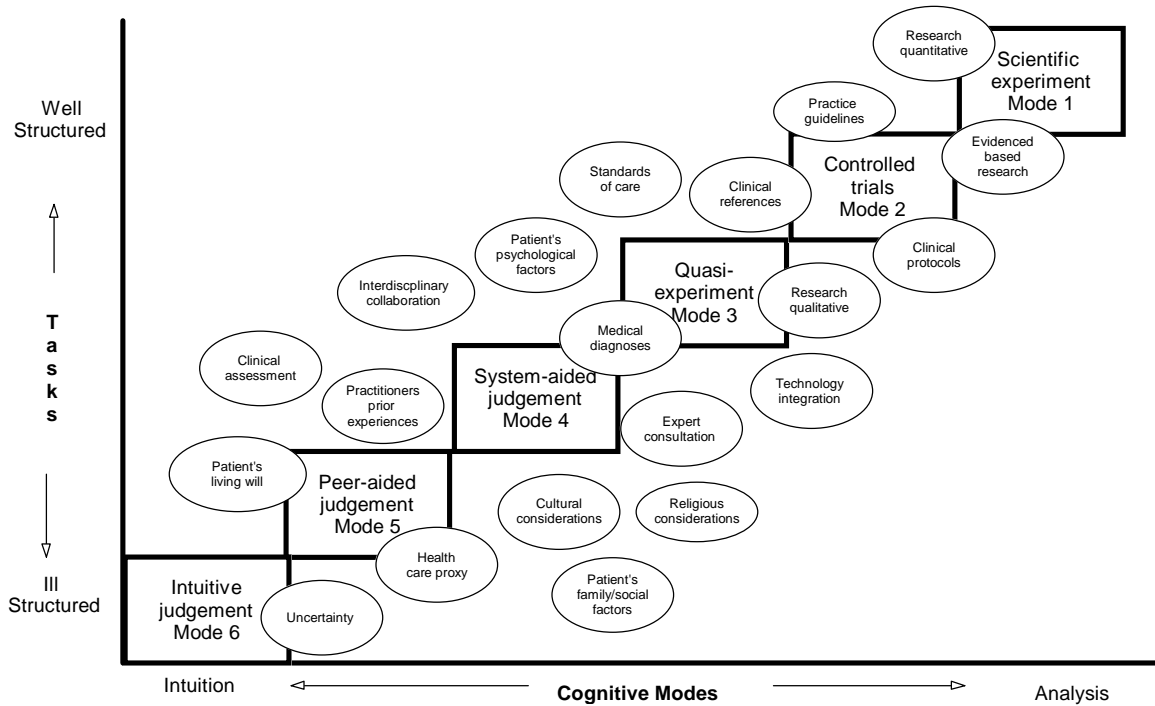 Research
quantitative
Scientific
experiment
Mode 1
Well
Structured
Practice
guidelines
Evidenced
based
research
Standards
of care
Clinical
references
Controlled
trials
Mode 2
Patient's
psychological
factors
Clinical
protocols
Interdiscplinary
collaboration
Quasi-
experiment
Mode 3
Research
qualitative
T
a
s
k
s
Clinical
assessment
Medical
diagnoses
Practitioners
prior
experiences
System-aided
judgement
Mode 4
Technology
integration
Expert
consultation
Patient's
living will
Peer-aided
judgement
Mode 5
Cultural
considerations
Religious
considerations
Health
care proxy
Ill
Structured
Intuitive
judgement
Mode 6
Uncertainty
Patient's
family/social
factors
Intuition
Cognitive Modes
Analysis